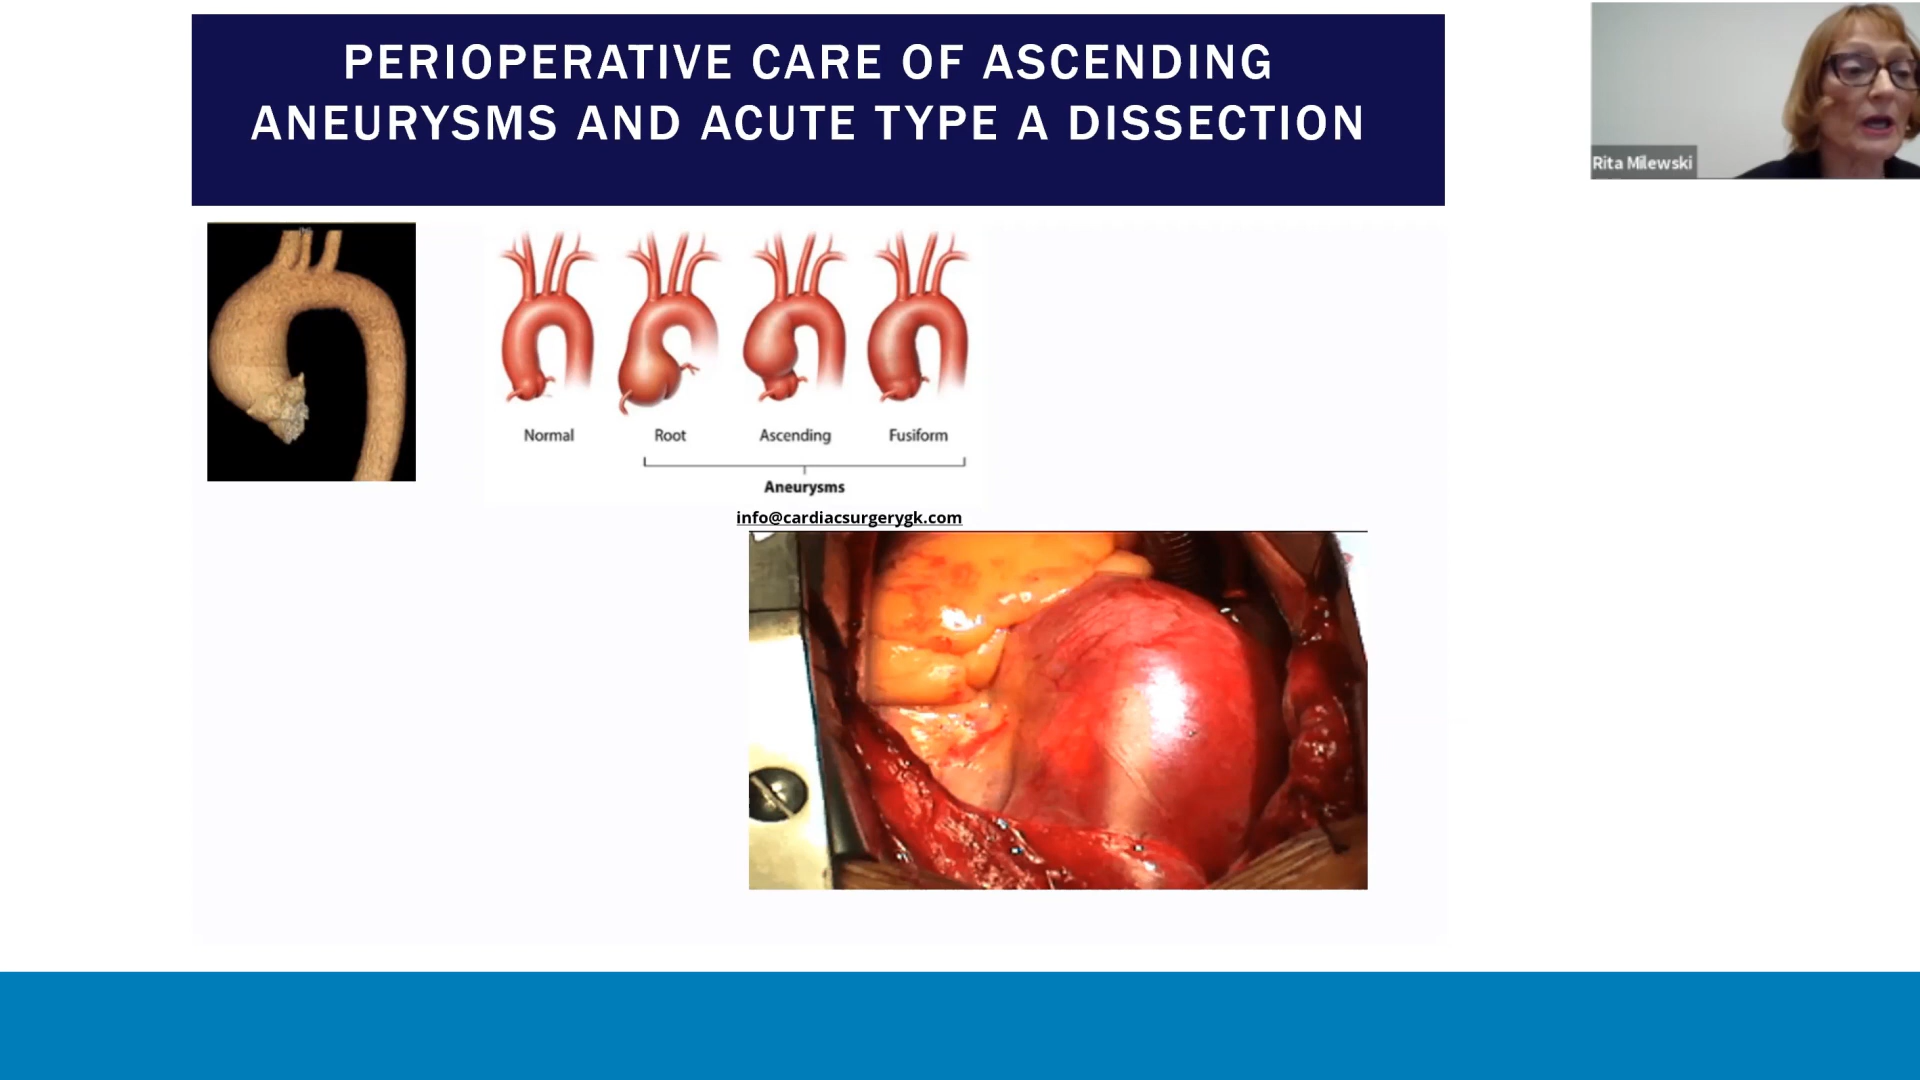 PERIOPERATIVE CARE OF ASCENDING
ANEURYSMS AND ACUTE TYPE A DISSECTION
Rita Milewski
Normal
Root
Ascending
Fusiform
Aneurysms
info@cardiacsurgerygk.com